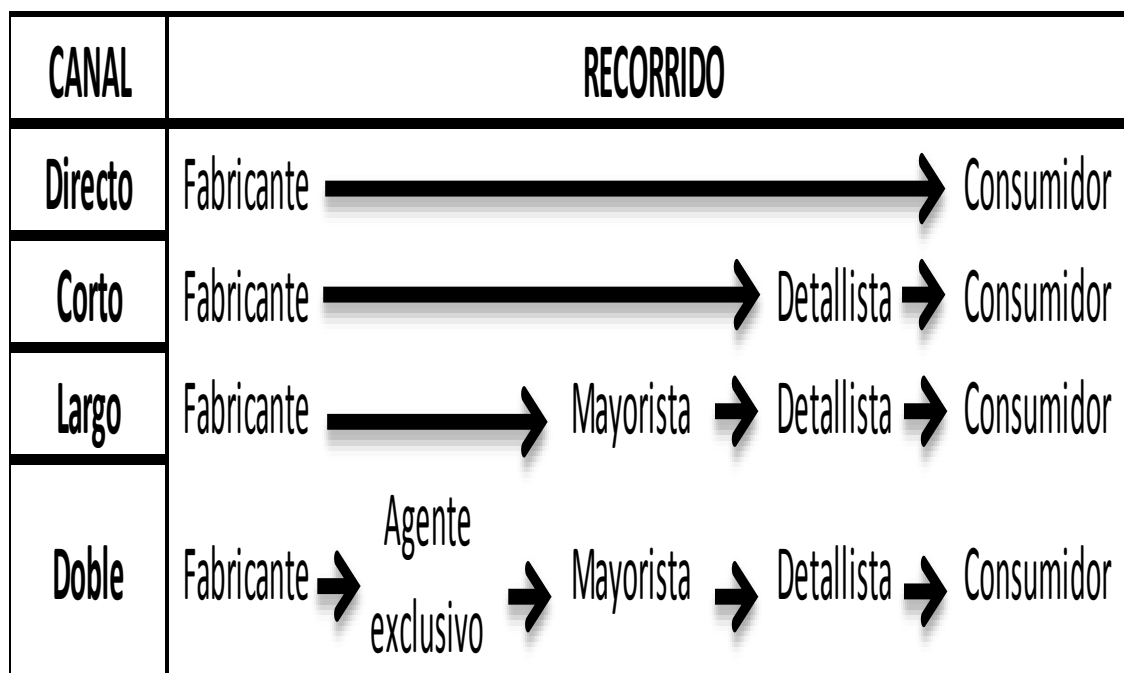 CANAL RECORRIDO
Directo Fabricante Consumidor
Corto Fabricante Detallista Consumidor
Largo Fabricante Mayorista Detallista Consumidor
Doble Fabricante Agente exclusivo Mayorista Detallista Consumidor